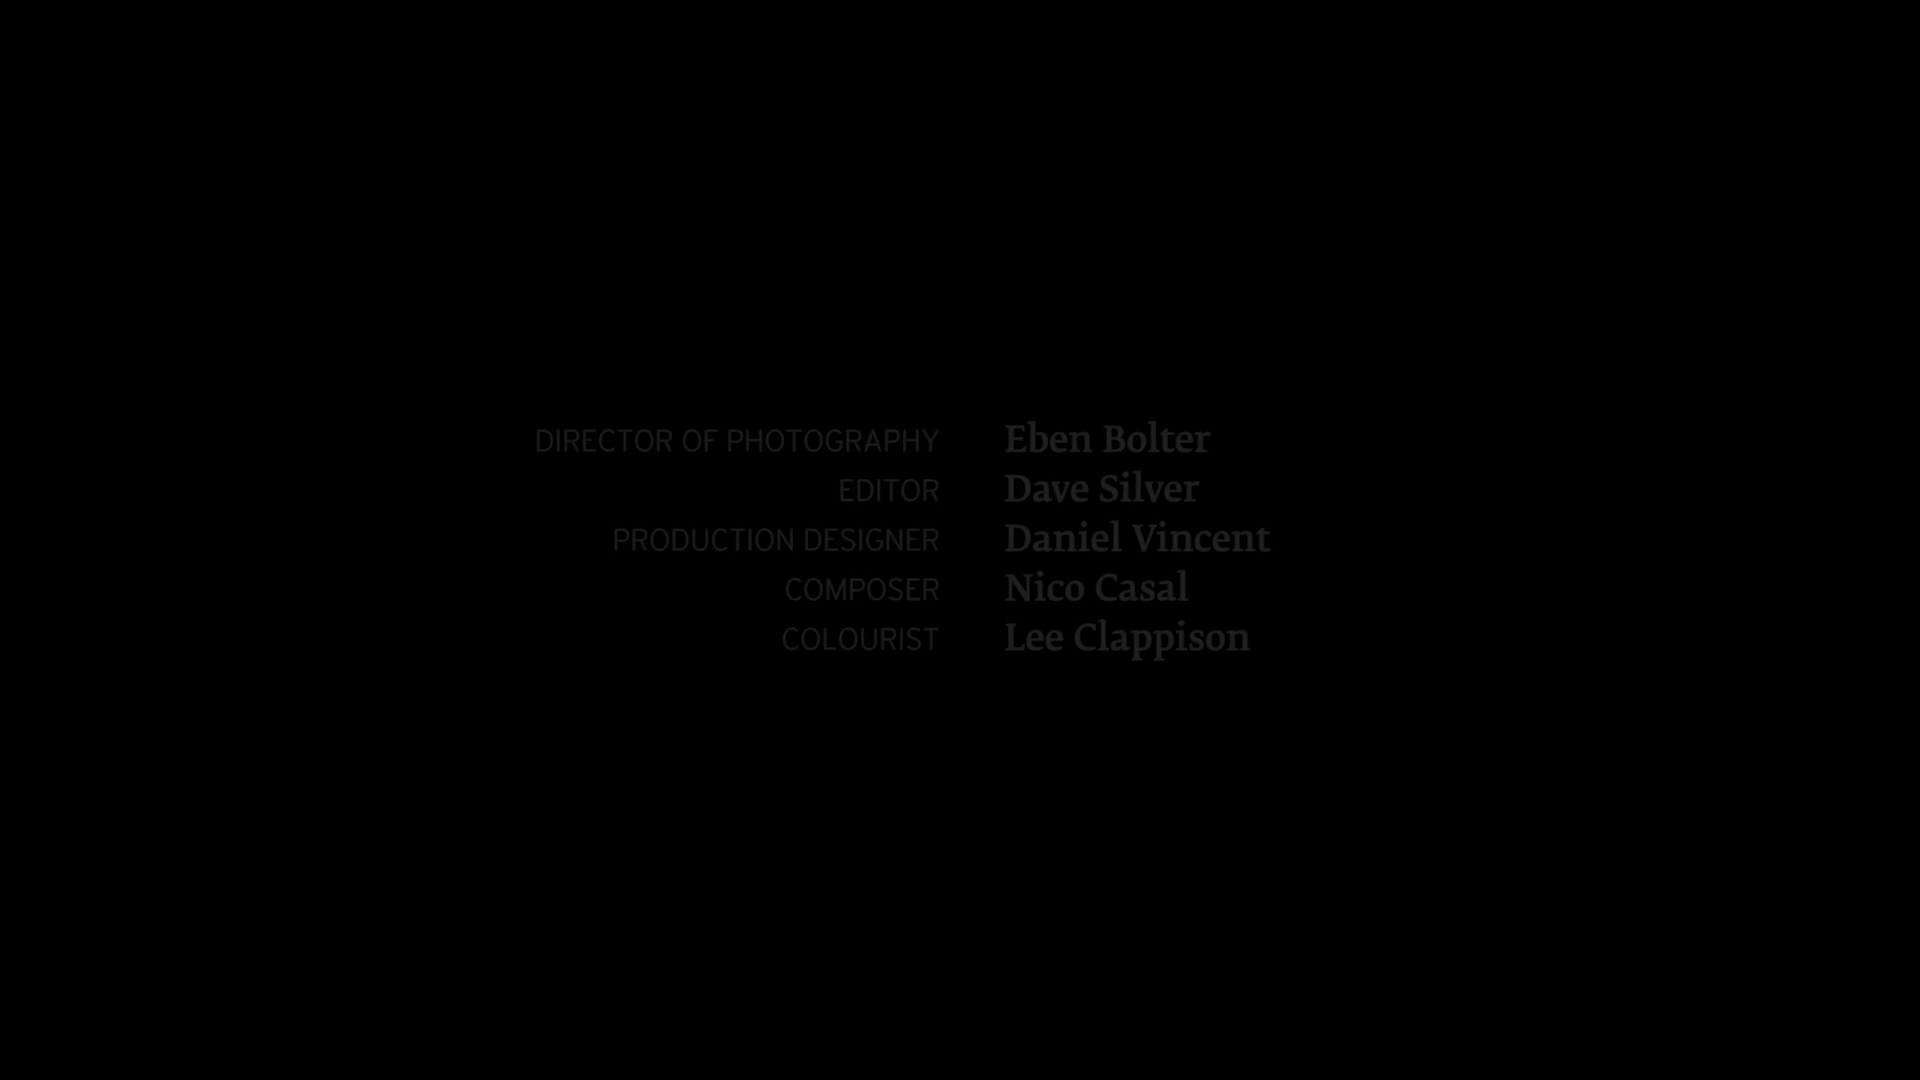 DIRECTOR OF PHOTOGRAPHY Eben Bolter
EDITOR Dave Silver
PRODUCTION DESIGNER Daniel Vincent
COMPOSER Nico Casal
COLOURIST Lee Clappison